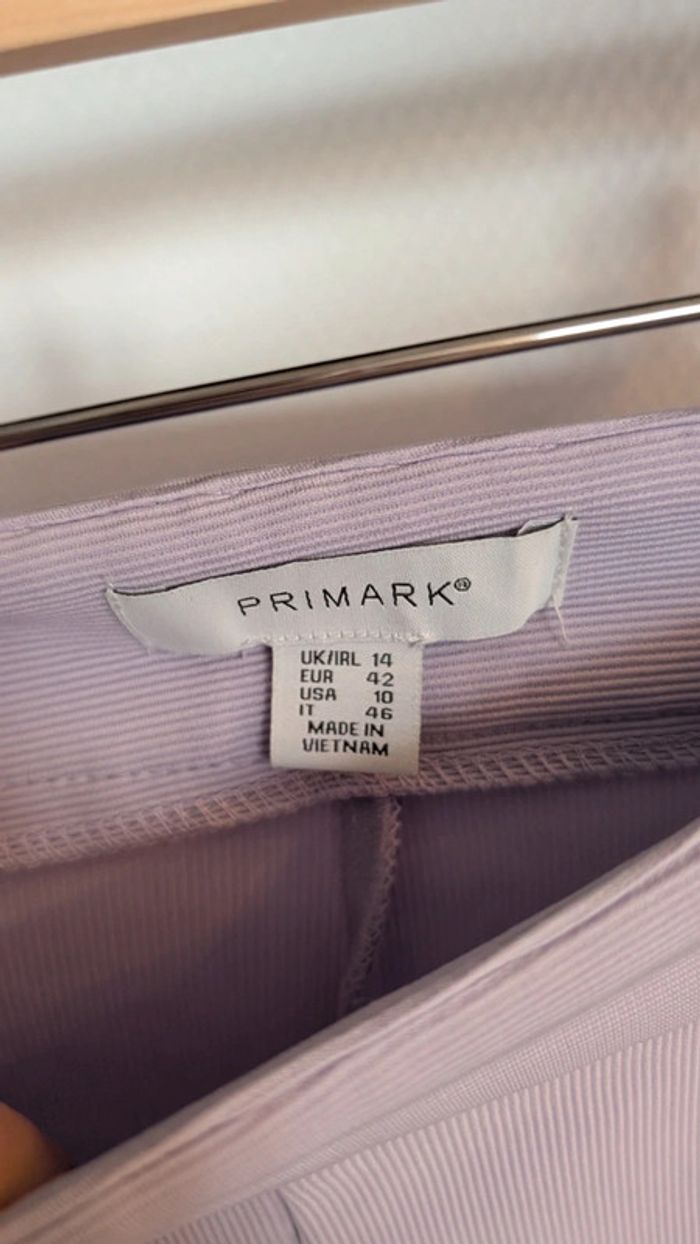 PRIMARK®
UK/IRL 14
EUR 42
USA 10
IT 46
MADE IN
VIETNAM